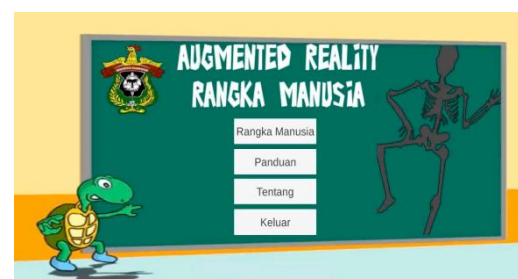 AUGMENTED REALITY
RANGKA MANUSIA
Rangka Manusia
Panduan
Tentang
Keluar